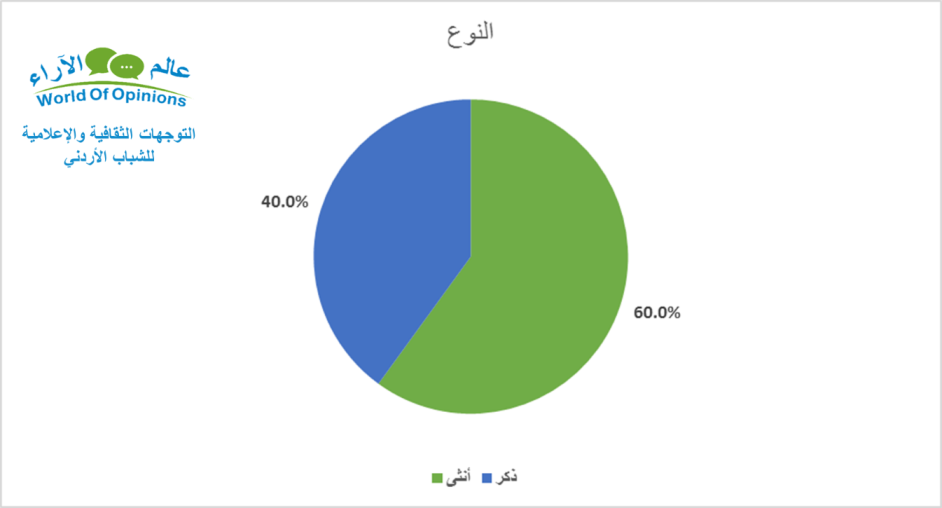 النوع
عالم الآراء
World Of Opinions
التوجهات الثقافية والإعلامية
للشباب الأردني
40.0%
60.0%
ذكر
أنثى